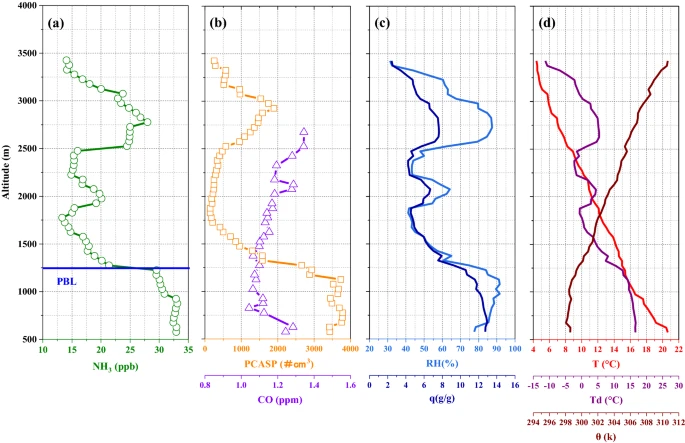 (a)
(b)
(c)
(d)
Altitude (m)
4000
3500
3000
2500
2000
1500
1000
500
PBL
10 15 20 25 30 35
NH3 (ppb)
0 1000 2000 3000 4000
PCASP (#cm3)
0.8 1.0 1.2 1.4 1.6
CO (ppm)
20 30 40 50 60 70 80 90 100
RH(%)
0 2 4 6 8 10 12 14 16
q(g/g)
4 6 8 10 12 14 16 18 20 22
T (°C)
-15 -10 -5 0 5 10 15 20 25 30
Td (°C)
294 296 298 300 302 304 306 308 310 312
θ (k)